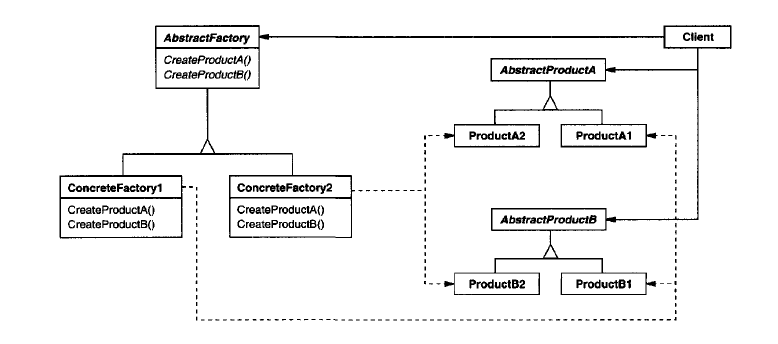 AbstractFactory
CreateProductA()
CreateProductB()
Client
AbstractProductA
ProductA2
ProductA1
ConcreteFactory1
CreateProductA()
CreateProductB()
ConcreteFactory2
CreateProductA()
CreateProductB()
AbstractProductB
ProductB2
ProductB1